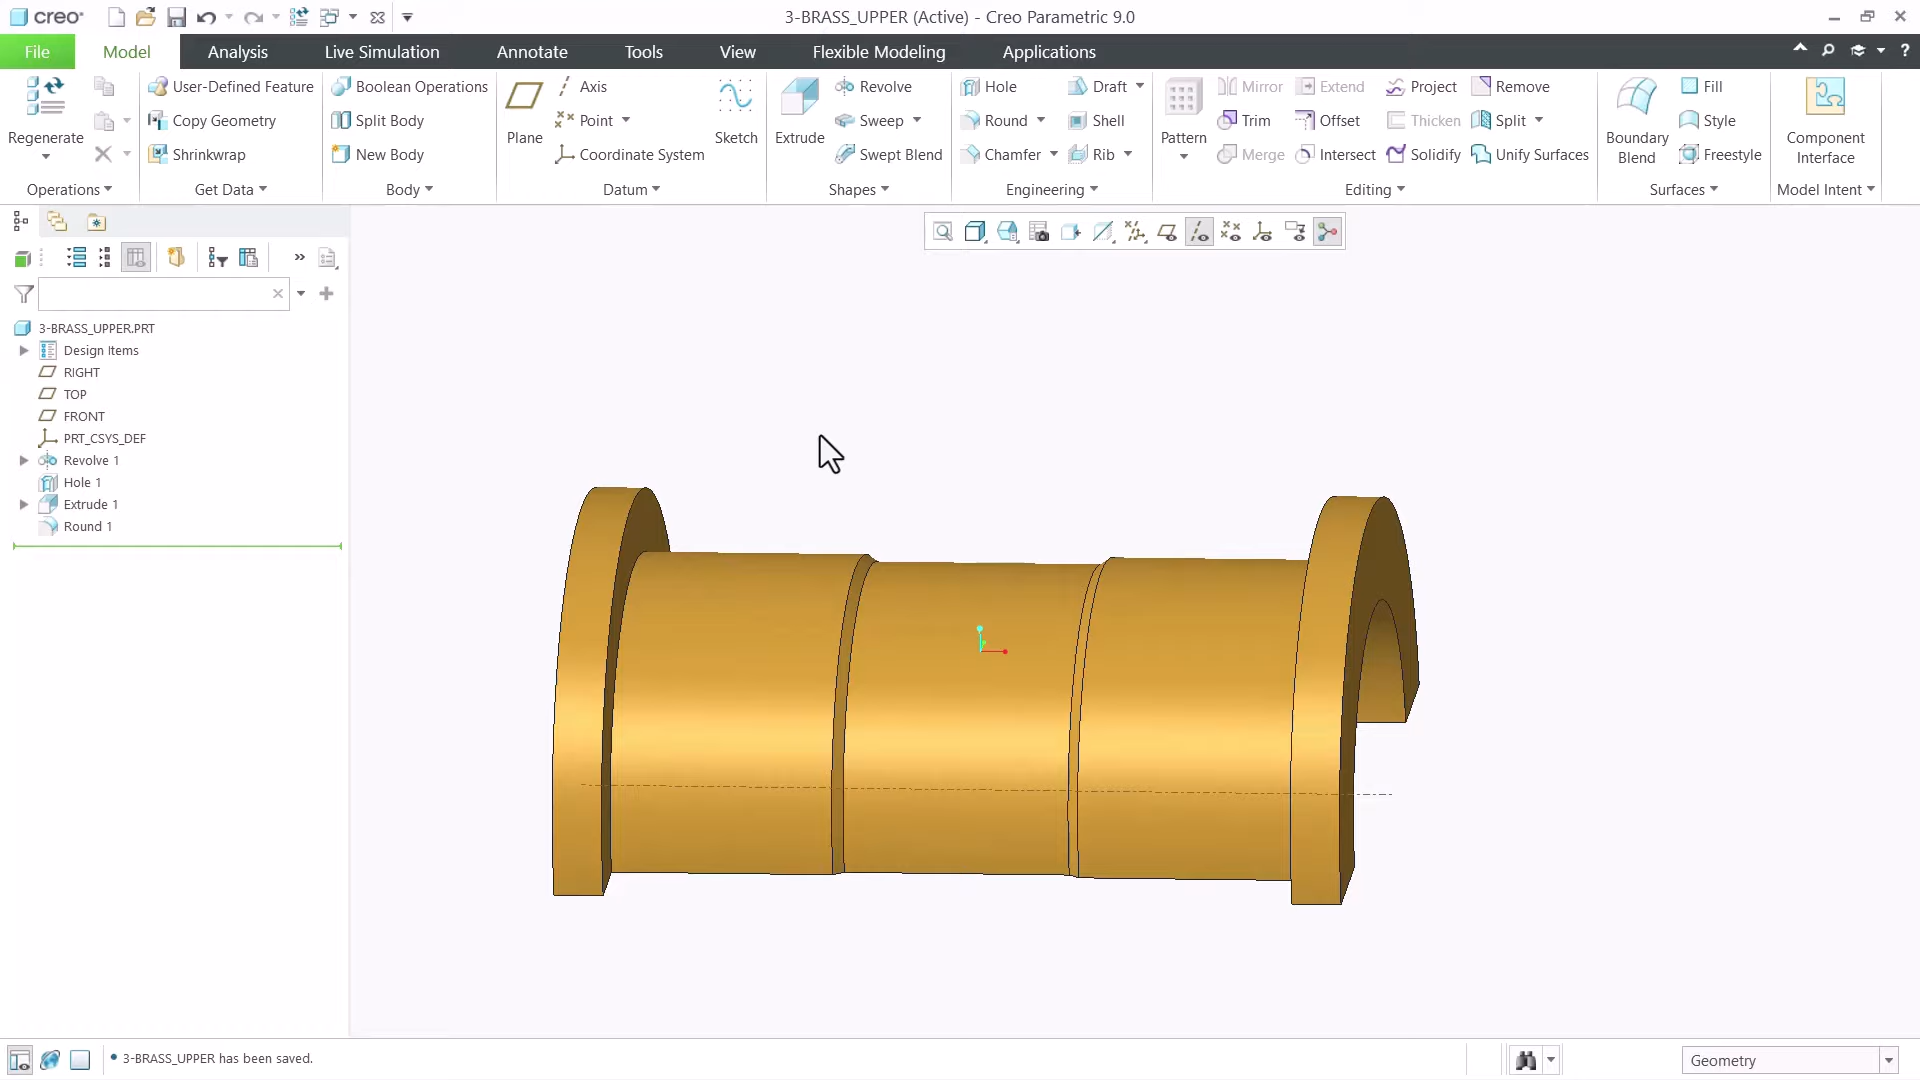 creo°
3-BRASS_UPPER (Active) - Creo Parametric 9.0
File Model Analysis Live Simulation Annotate Tools View Flexible Modeling Applications
Regenerate
Operations
User-Defined Feature
Copy Geometry
Shrinkwrap
Get Data
Boolean Operations
Split Body
New Body
Body
Plane
Axis
Point
Coordinate System
Sketch
Datum
Extrude
Revolve
Sweep
Swept Blend
Shapes
Hole
Round
Chamfer
Draft
Shell
Rib
Engineering
Pattern
Mirror
Trim
Merge
Extend
Offset
Intersect
Project
Thicken
Solidify
Remove
Split
Unify Surfaces
Editing
Boundary
Blend
Fill
Style
Freestyle
Surfaces
Component
Interface
Model Intent
3-BRASS_UPPER.PRT
Design Items
RIGHT
TOP
FRONT
PRT_CSYS_DEF
Revolve 1
Hole 1
Extrude 1
Round 1
• 3-BRASS_UPPER has been saved.
Geometry